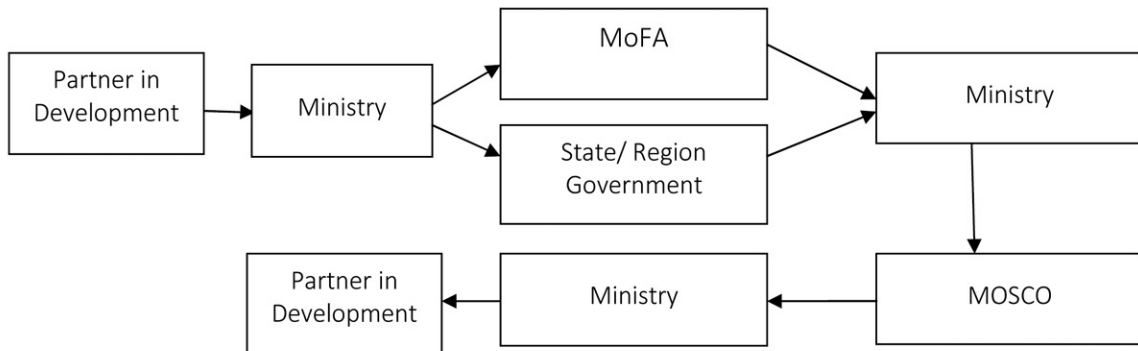 MoFA
Partner in
Development
Ministry
Ministry
State/ Region
Government
Partner in
Development
Ministry
MOSCO